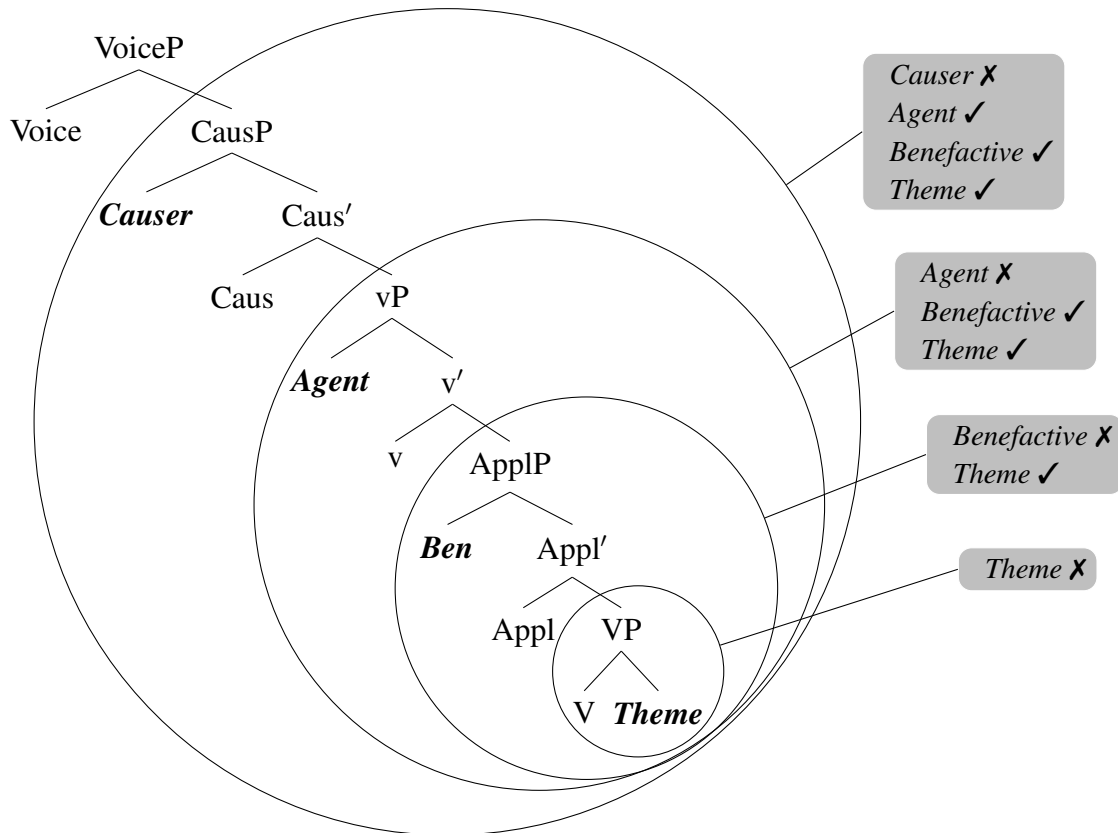 VoiceP
Voice CausP
Causer Caus′
Caus vP
Agent v′
v ApplP
Ben Appl′
Appl VP
V Theme
Causer ✗
Agent ✓
Benefactive ✓
Theme ✓
Agent ✗
Benefactive ✓
Theme ✓
Benefactive ✗
Theme ✓
Theme ✗